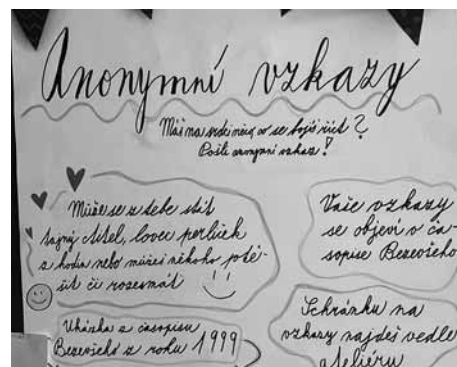 Anonymní vzkazy
Máš na srdci něco, co se bojíš říct?
Pošli anonymní vzkaz!
Může se z tebe stát
tajný ctitel, lovec perliček
z hodin nebo můžeš někoho potě-
šit či rozesmát
Vaše vzkazy
se objeví v ča-
sopise Bezevšeho
Ukázka z časopisu
Bezevšeho z roku 1999
Schránku na
vzkazy najdeš vedle
ateliéru